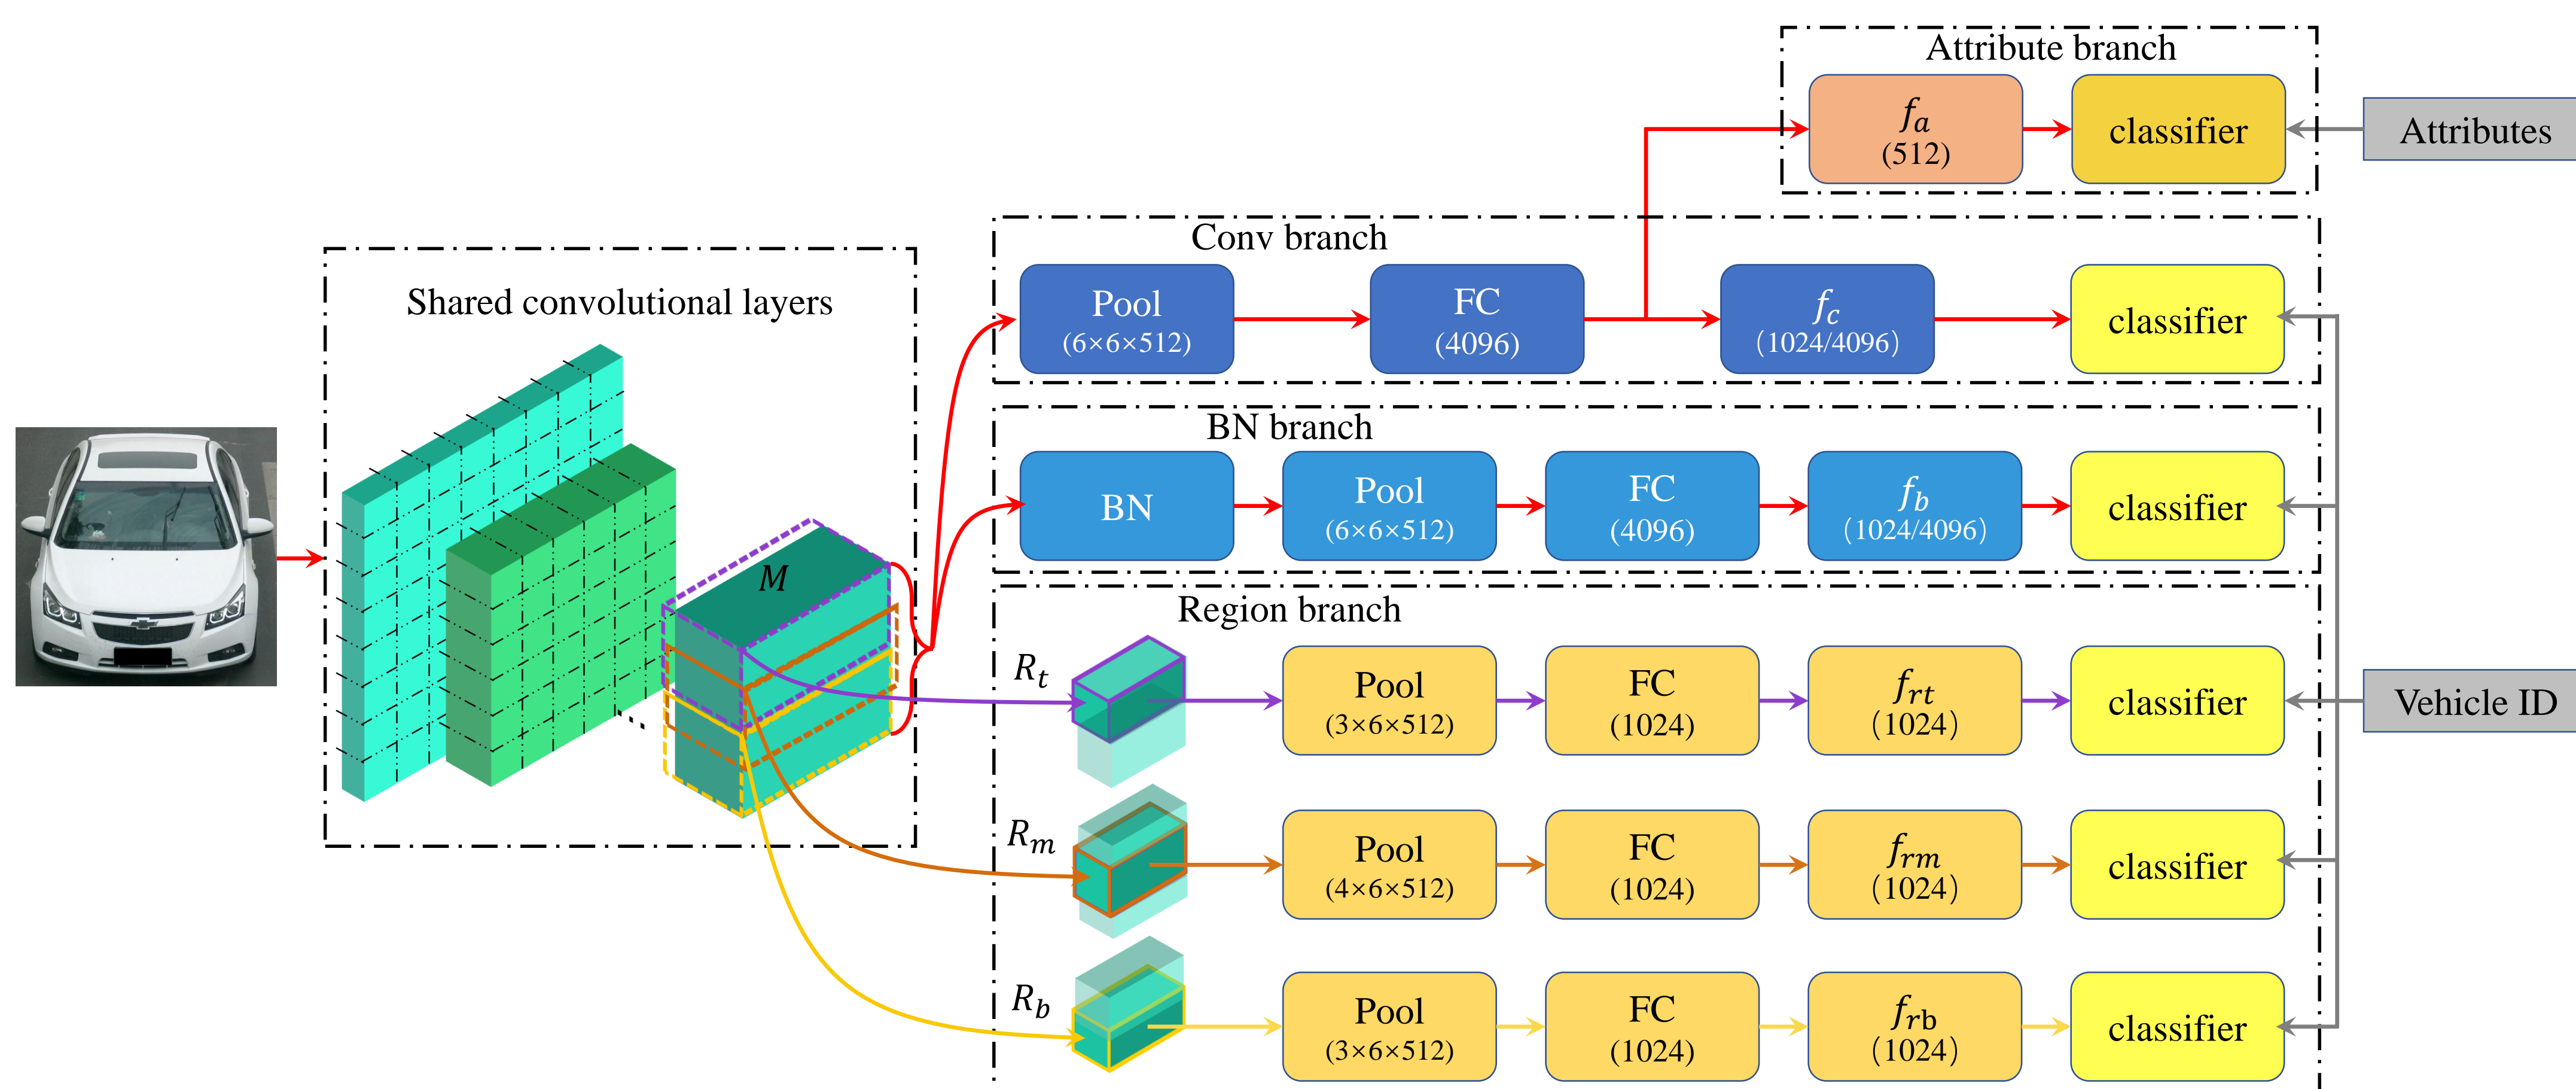 Attribute branch
fₐ
(512)
classifier
Attributes
Conv branch
Pool
(6×6×512)
FC
(4096)
f_c
(1024/4096)
classifier
Shared convolutional layers
M
BN branch
BN
Pool
(6×6×512)
FC
(4096)
f_b
(1024/4096)
classifier
Region branch
R_t
Pool
(3×6×512)
FC
(1024)
f_rt
(1024)
classifier
Vehicle ID
R_m
Pool
(4×6×512)
FC
(1024)
f_rm
(1024)
classifier
R_b
Pool
(3×6×512)
FC
(1024)
f_rb
(1024)
classifier